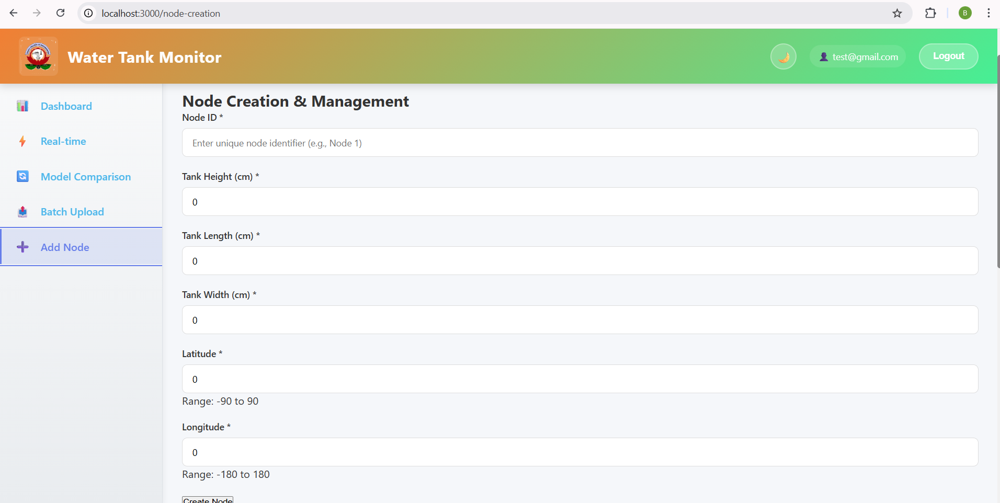 localhost:3000/node-creation
B
Water Tank Monitor
test@gmail.com
Logout
Dashboard
Real-time
Model Comparison
Batch Upload
Add Node
Node Creation & Management
Node ID *
Enter unique node identifier (e.g., Node 1)
Tank Height (cm) *
0
Tank Length (cm) *
0
Tank Width (cm) *
0
Latitude *
0
Range: -90 to 90
Longitude *
0
Range: -180 to 180
Create Node